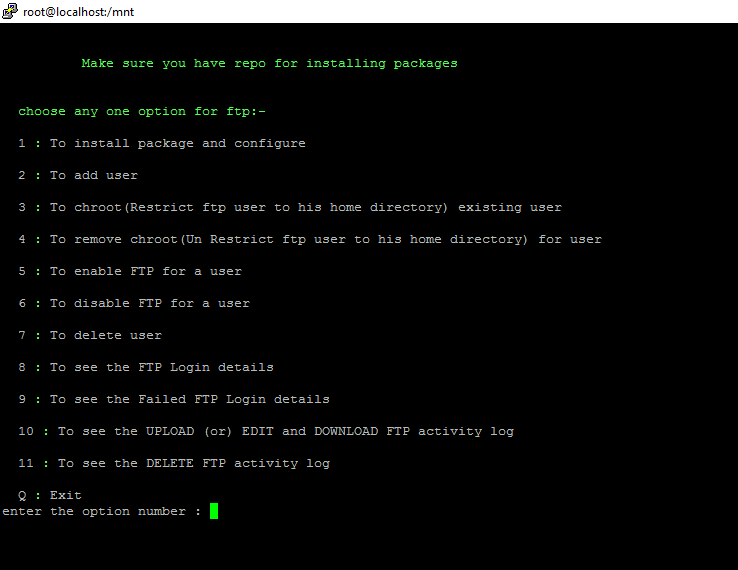 root@localhost:/mnt
Make sure you have repo for installing packages
choose any one option for ftp:-
1 : To install package and configure
2 : To add user
3 : To chroot(Restrict ftp user to his home directory) existing user
4 : To remove chroot(Un Restrict ftp user to his home directory) for user
5 : To enable FTP for a user
6 : To disable FTP for a user
7 : To delete user
8 : To see the FTP Login details
9 : To see the Failed FTP Login details
10 : To see the UPLOAD (or) EDIT and DOWNLOAD FTP activity log
11 : To see the DELETE FTP activity log
Q : Exit
enter the option number :